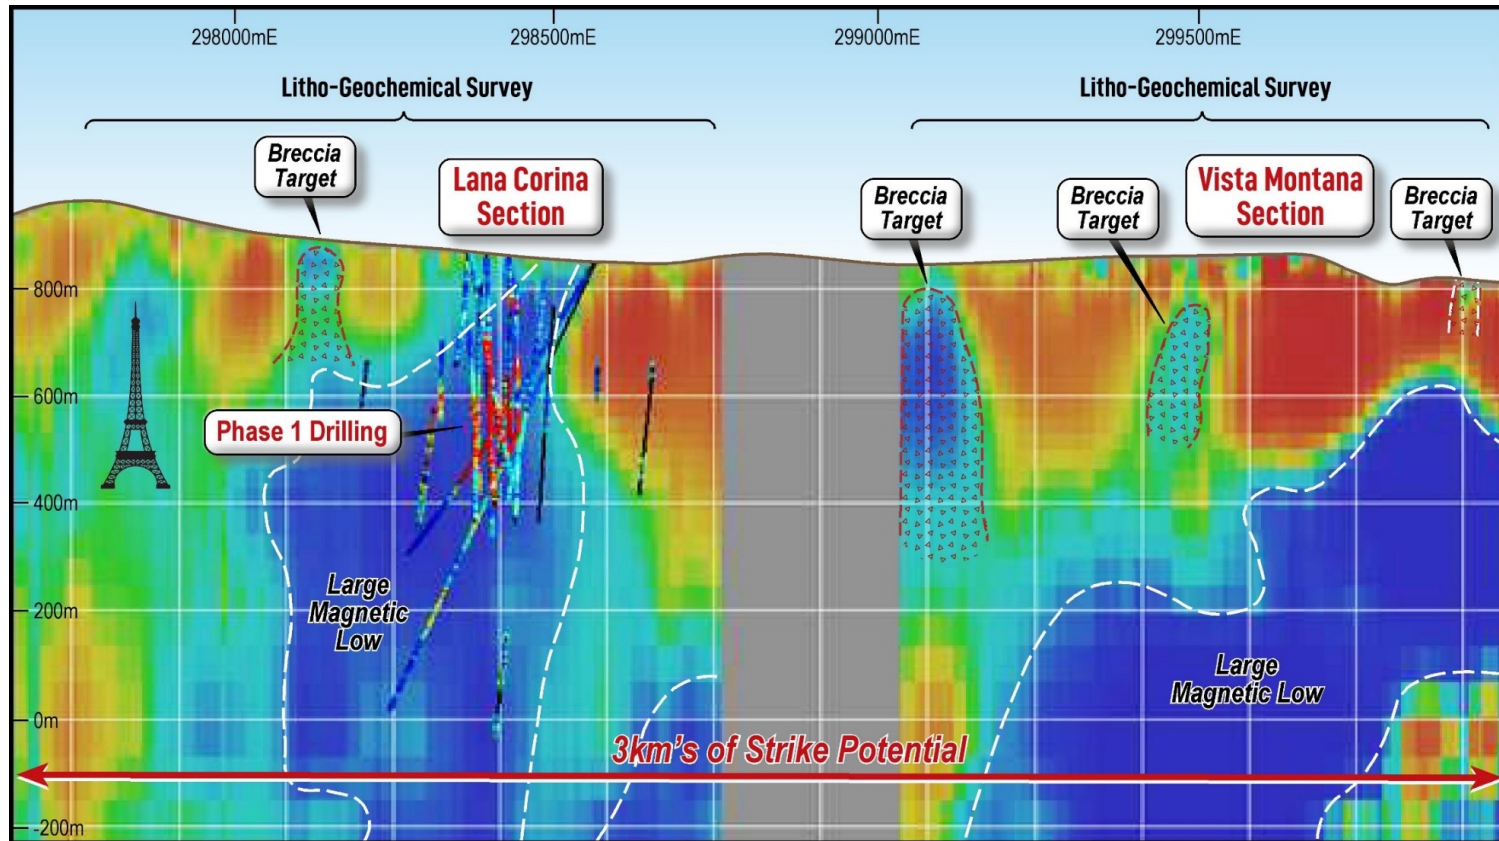 298000mE
298500mE
299000mE
299500mE
Litho-Geochemical Survey
Litho-Geochemical Survey
Breccia
Target
Lana Corina
Section
Breccia
Target
Breccia
Target
Vista Montana
Section
Breccia
Target
800m
600m
Phase 1 Drilling
400m
Large
Magnetic
Low
200m
Large
Magnetic Low
0m
3km's of Strike Potential
-200m